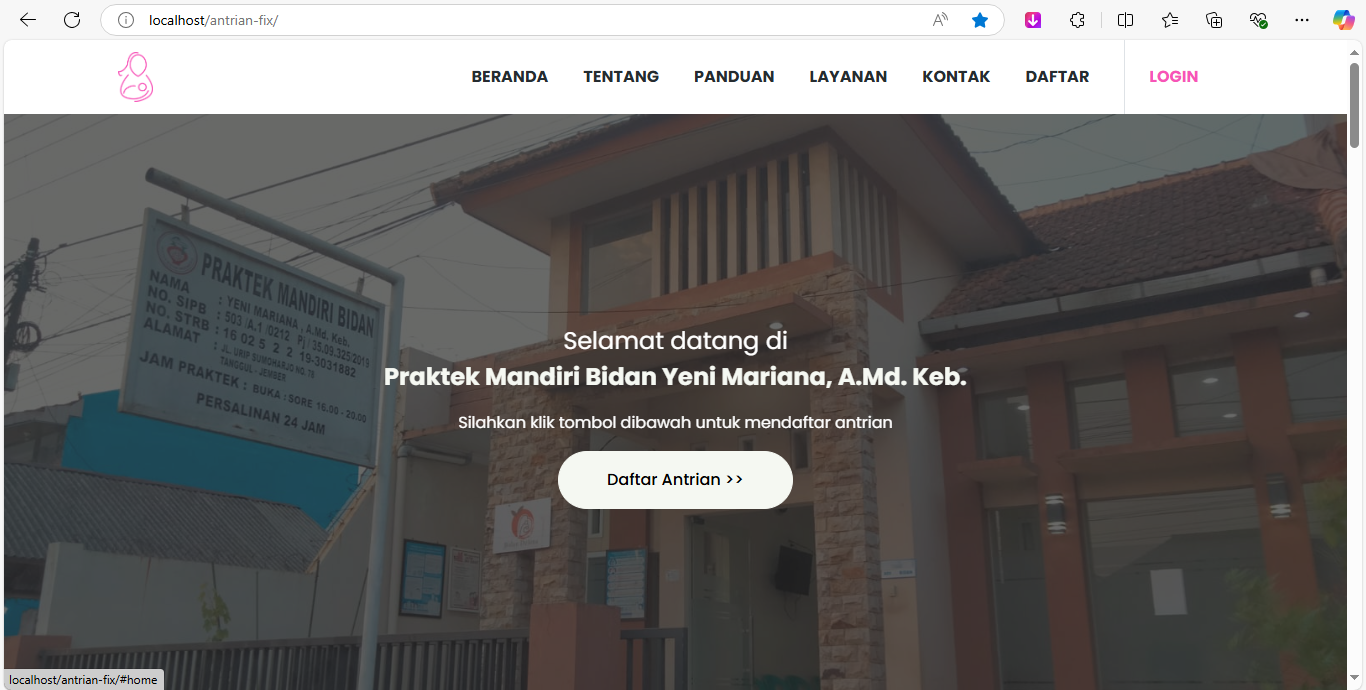 localhost/antrian-fix/
BERANDA TENTANG PANDUAN LAYANAN KONTAK DAFTAR LOGIN
PRAKTEK MANDIRI BIDAN
NAMA : YENI MARIANA , A.Md. Keb.
NO. SIPB : 503 /A.1 /0212 Pj / 35.09.325/2019
NO. STRB : 16 02 5 2 2 19-3031882
ALAMAT : JL. URIP SUMOHARJO NO. 
TANGGUL - JEMBER
JAM PRAKTEK : BUKA : SORE 16.00 - 20.00
PERSALINAN 24 JAM
Selamat datang di
Praktek Mandiri Bidan Yeni Mariana, A.Md. Keb.
Silahkan klik tombol dibawah untuk mendaftar antrian
Daftar Antrian >>
localhost/antrian-fix/#home